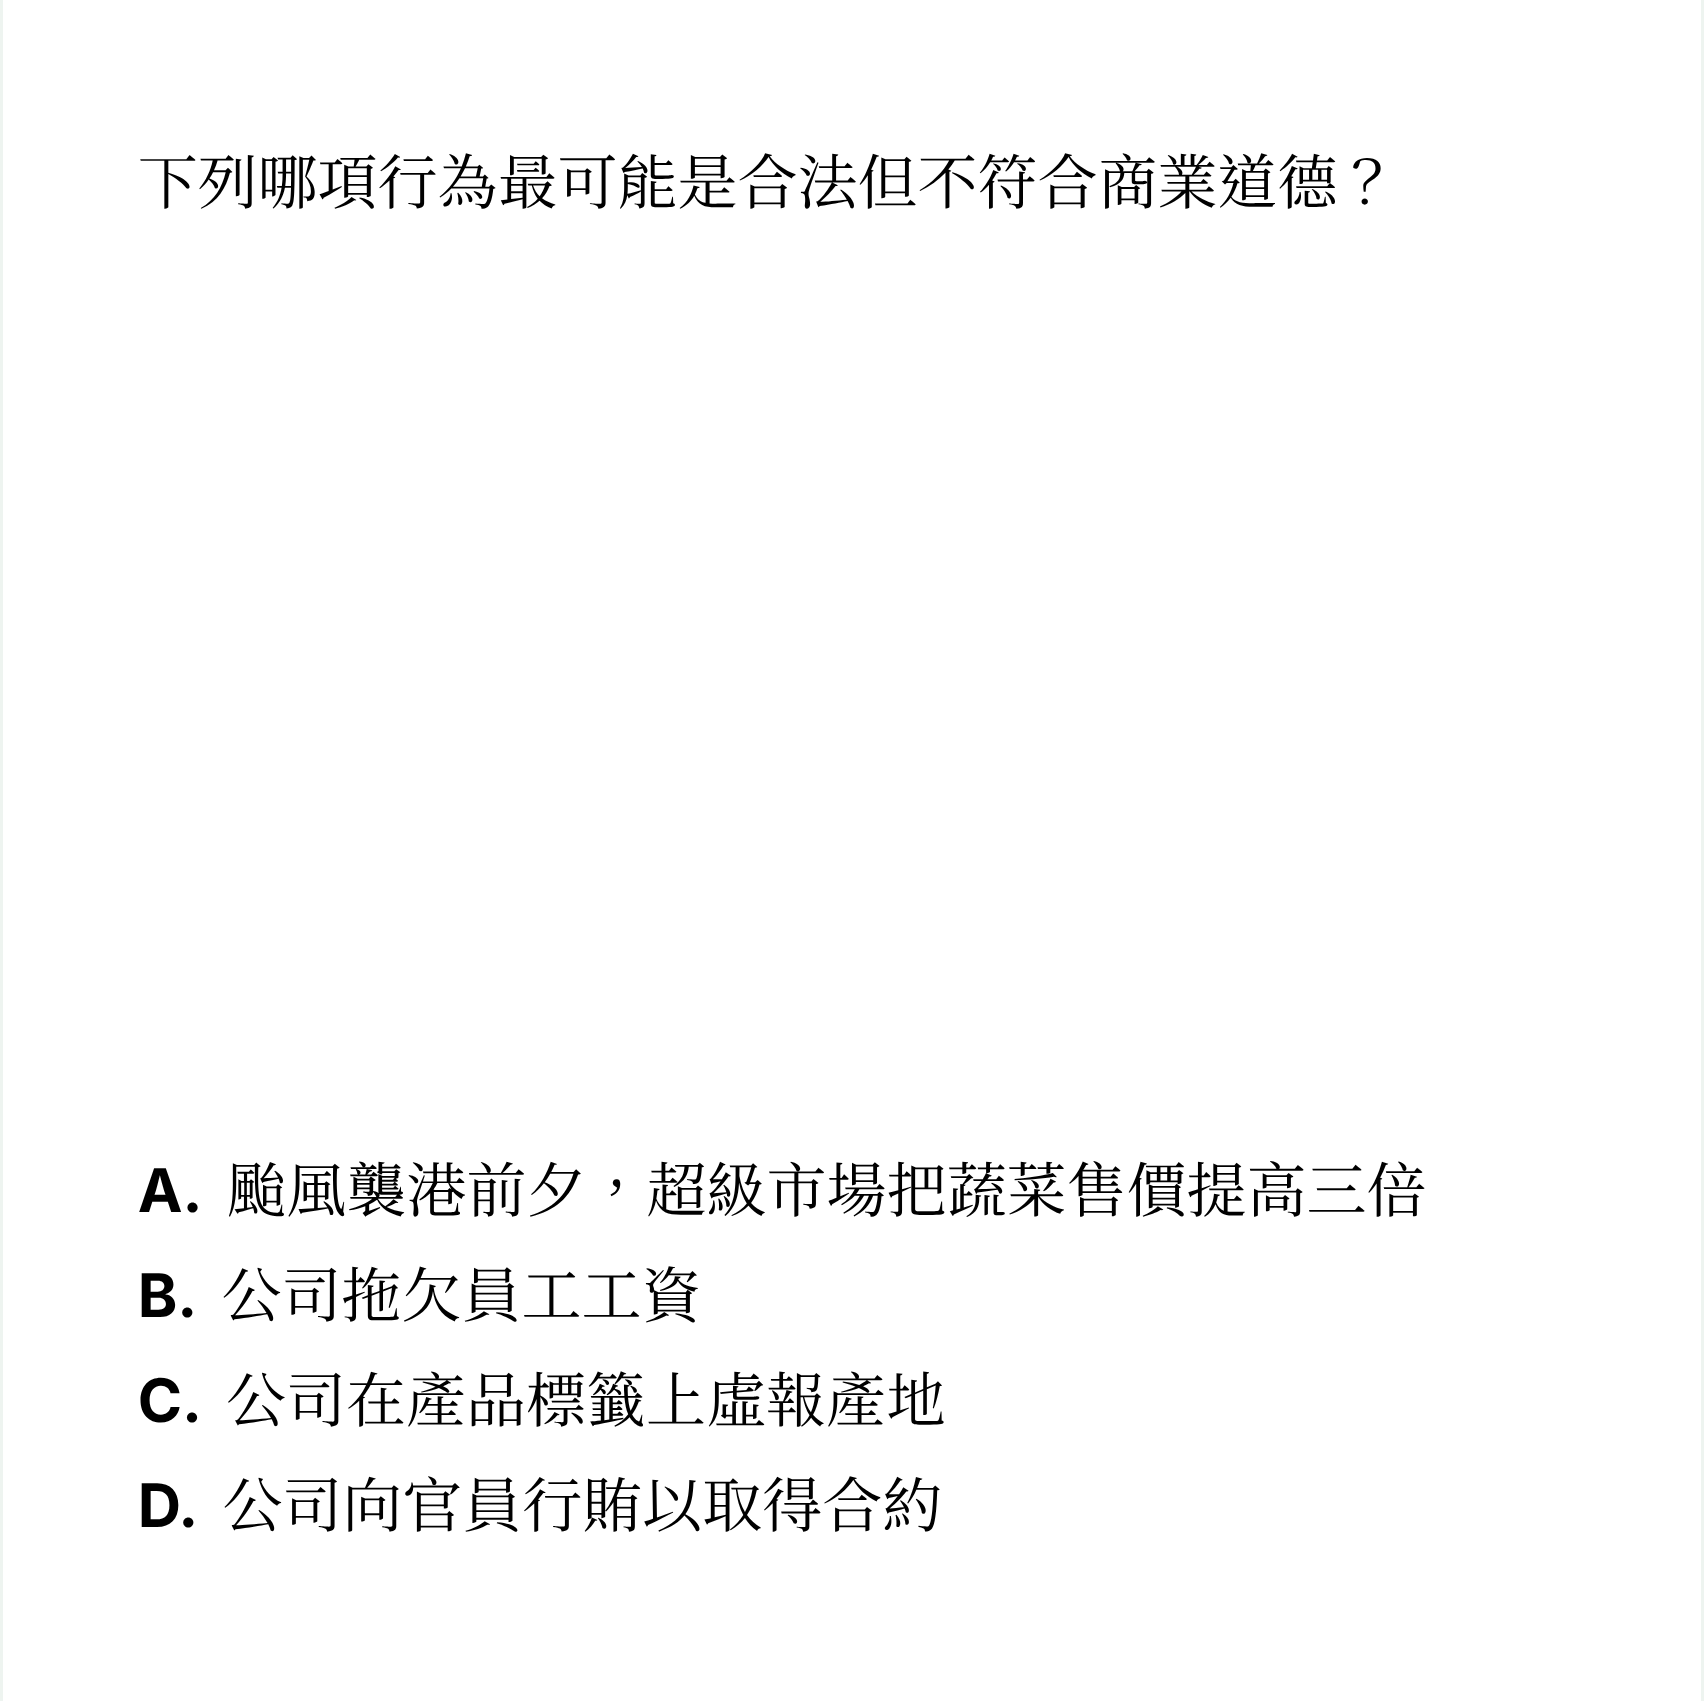 下列哪項行為最可能是合法但不符合商業道德？
A. 颱風襲港前夕，超級市場把蔬菜售價提高三倍
B. 公司拖欠員工工資
C. 公司在產品標籤上虛報產地
D. 公司向官員行賄以取得合約